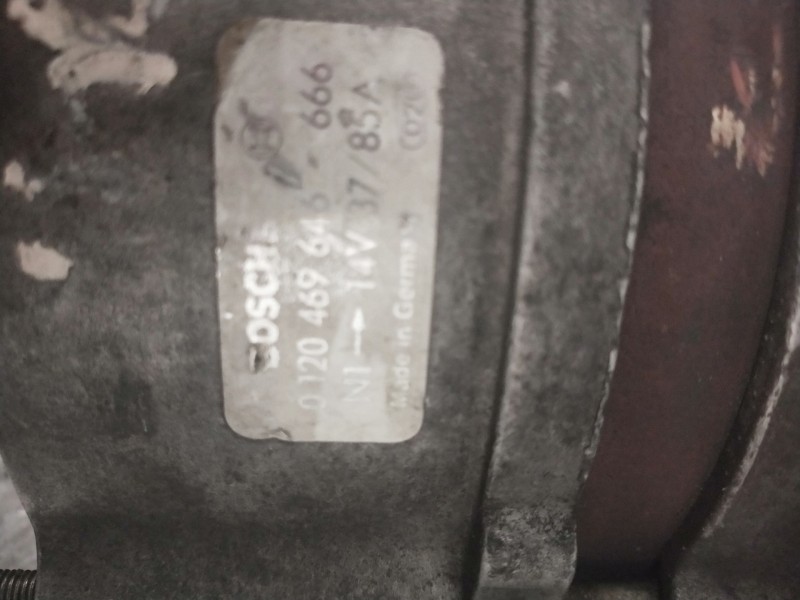 BOSCH
0 120 469 646 666
N1 → 14V 37/85A
Made in Germany